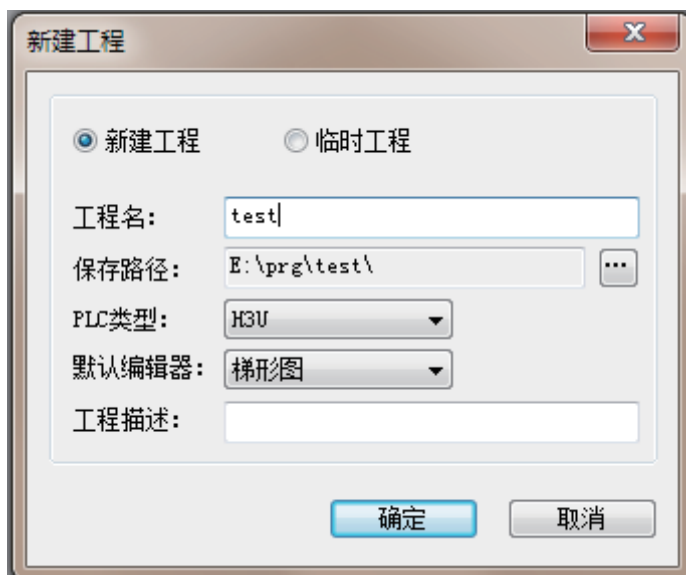 新建工程
新建工程 临时工程
工程名： test
保存路径： E:\prg\test\ ...
PLC类型： H3U
默认编辑器： 梯形图
工程描述：
确定 取消